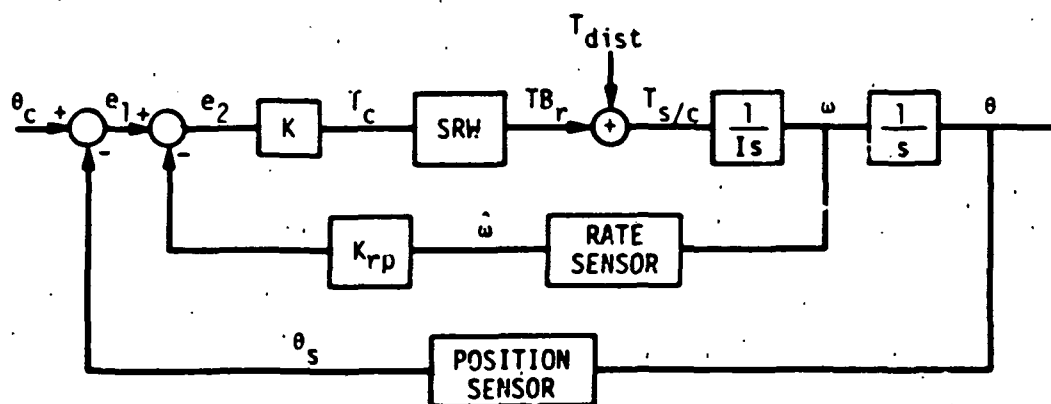 T_dist
θ_c + e_1 + e_2 K T_c SRW TB_r + T_s/c 1/Is ω 1/s θ
- -
K_rp ω̂ RATE SENSOR
θ_s POSITION SENSOR